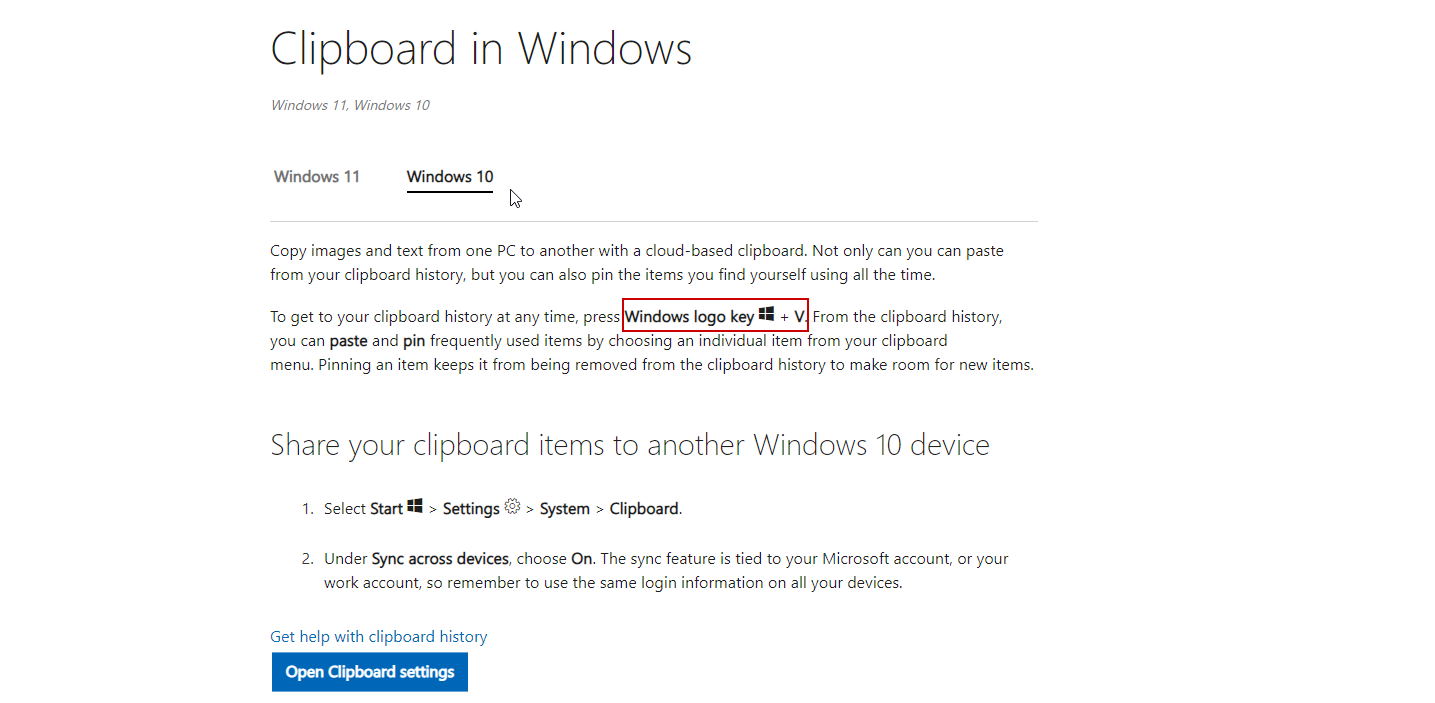 Clipboard in Windows
Windows 11, Windows 10
Windows 11 Windows 10
Copy images and text from one PC to another with a cloud-based clipboard. Not only can you can paste
from your clipboard history, but you can also pin the items you find yourself using all the time.
To get to your clipboard history at any time, press Windows logo key + V. From the clipboard history,
you can paste and pin frequently used items by choosing an individual item from your clipboard
menu. Pinning an item keeps it from being removed from the clipboard history to make room for new items.
Share your clipboard items to another Windows 10 device
1. Select Start > Settings > System > Clipboard.
2. Under Sync across devices, choose On. The sync feature is tied to your Microsoft account, or your
work account, so remember to use the same login information on all your devices.
Get help with clipboard history
Open Clipboard settings